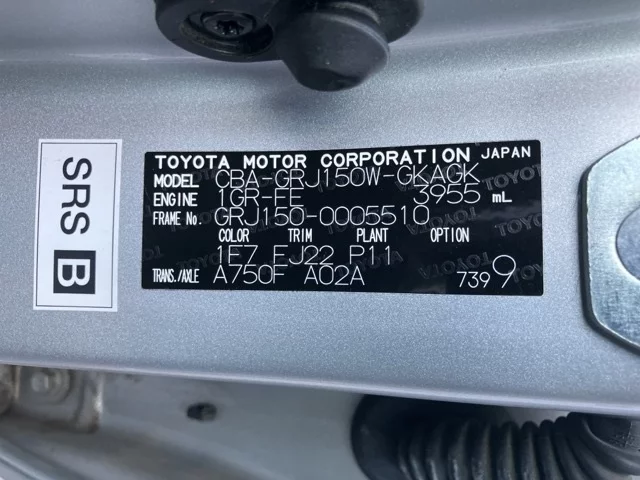 SRS B
TOYOTA MOTOR CORPORATION JAPAN
MODEL CBA-GRJ150W-GKAGK
ENGINE 1GR-FE 3955 mL
FRAME No. GRJ150-0005510
COLOR TRIM PLANT OPTION
1E7 FJ22 P11
TRANS./AXLE A750F A02A 7399